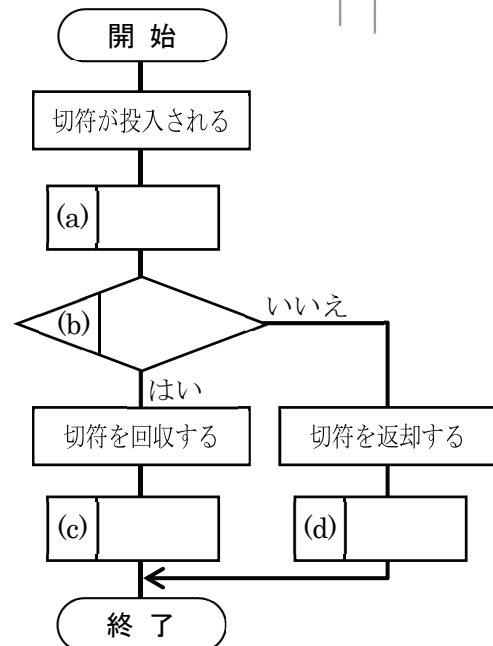 開 始
切符が投入される
(a)
(b)
いいえ
はい
切符を回収する
切符を返却する
(c)
(d)
終 了